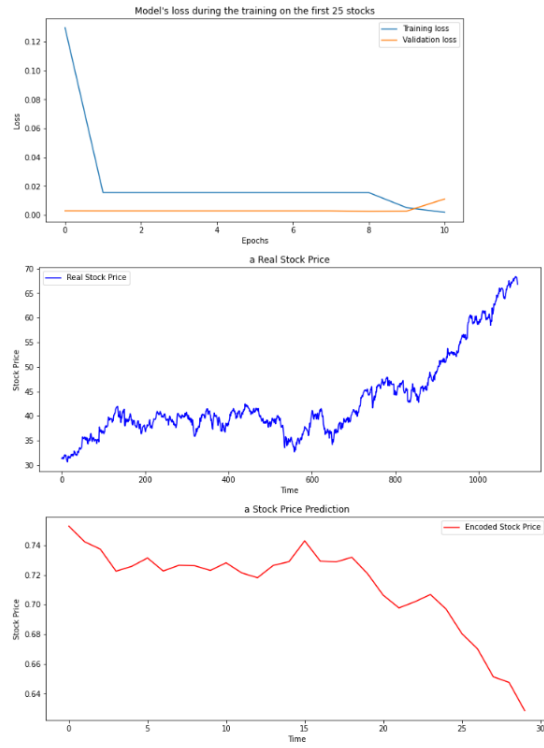 Model's loss during the training on the first 25 stocks
Training loss
Validation loss
0.12
0.10
0.08
0.06
0.04
0.02
0.00
Loss
0 2 4 6 8 10
Epochs
a Real Stock Price
Real Stock Price
70
65
60
55
50
45
40
35
30
Stock Price
0 200 400 600 800 1000
Time
a Stock Price Prediction
Encoded Stock Price
0.74
0.72
0.70
0.68
0.66
0.64
Stock Price
0 5 10 15 20 25 30
Time